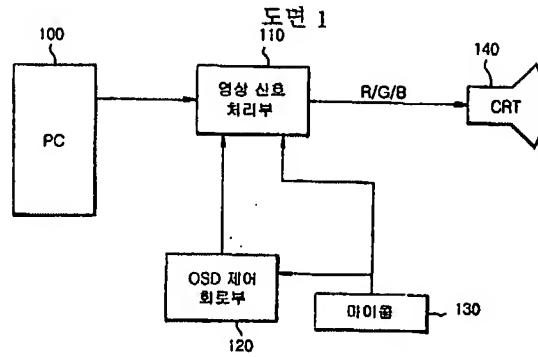 도면 1
100
110
140
PC
영상 신호
처리부
R/G/B
CRT
OSD 제어
회로부
마이콤
130
120